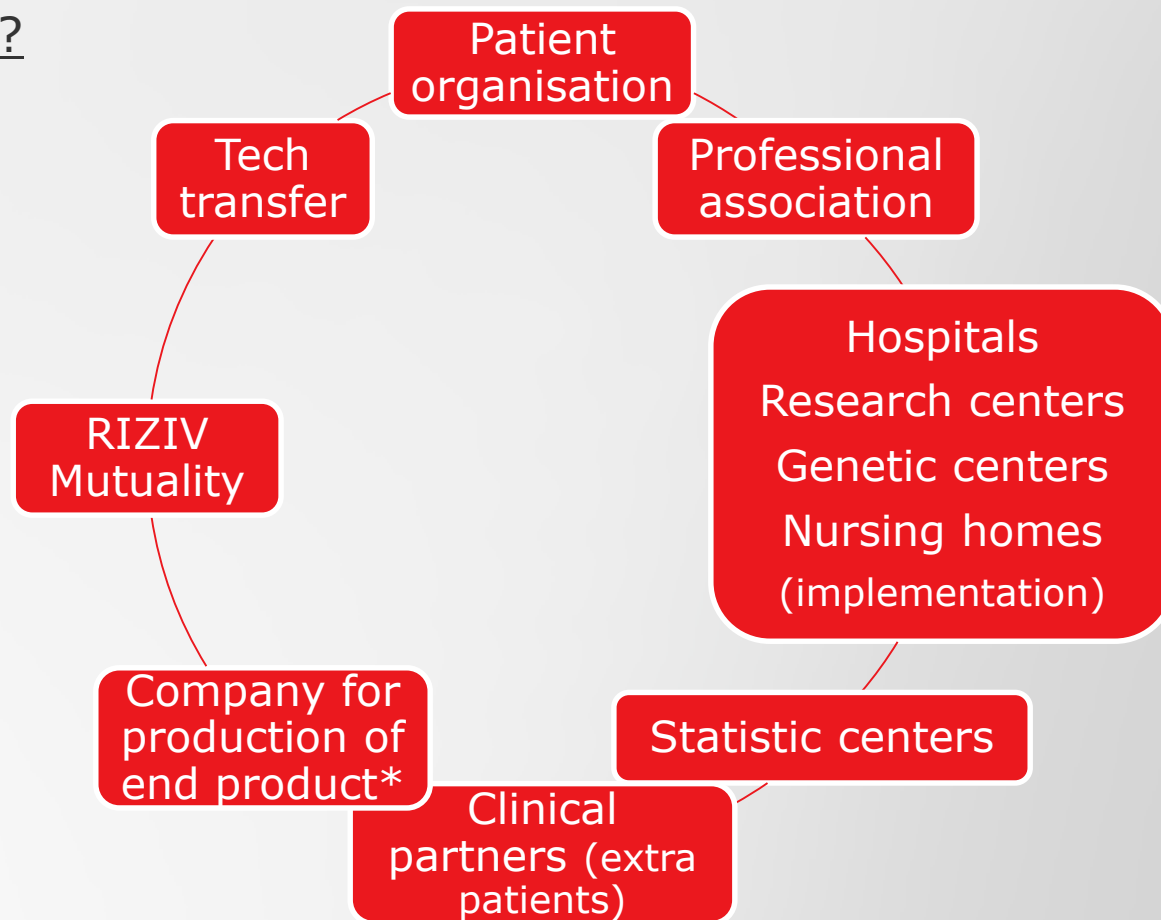 ?
Patient
organisation
Professional
association
Hospitals
Research centers
Genetic centers
Nursing homes
(implementation)
Statistic centers
Clinical
partners (extra
patients)
Company for
production of
end product*
RIZIV
Mutuality
Tech
transfer